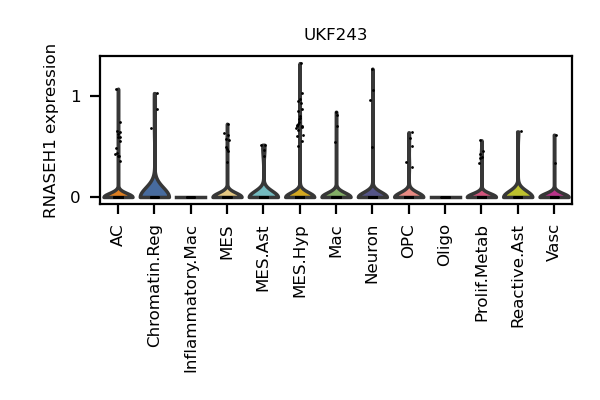 UKF243
RNASEH1 expression
1
0
AC
Chromatin.Reg
Inflammatory.Mac
MES
MES.Ast
MES.Hyp
Mac
Neuron
OPC
Oligo
Prolif.Metab
Reactive.Ast
Vasc